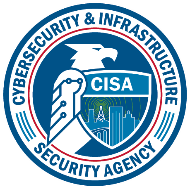 CYBERSECURITY & INFRASTRUCTURE
CISA
SECURITY AGENCY